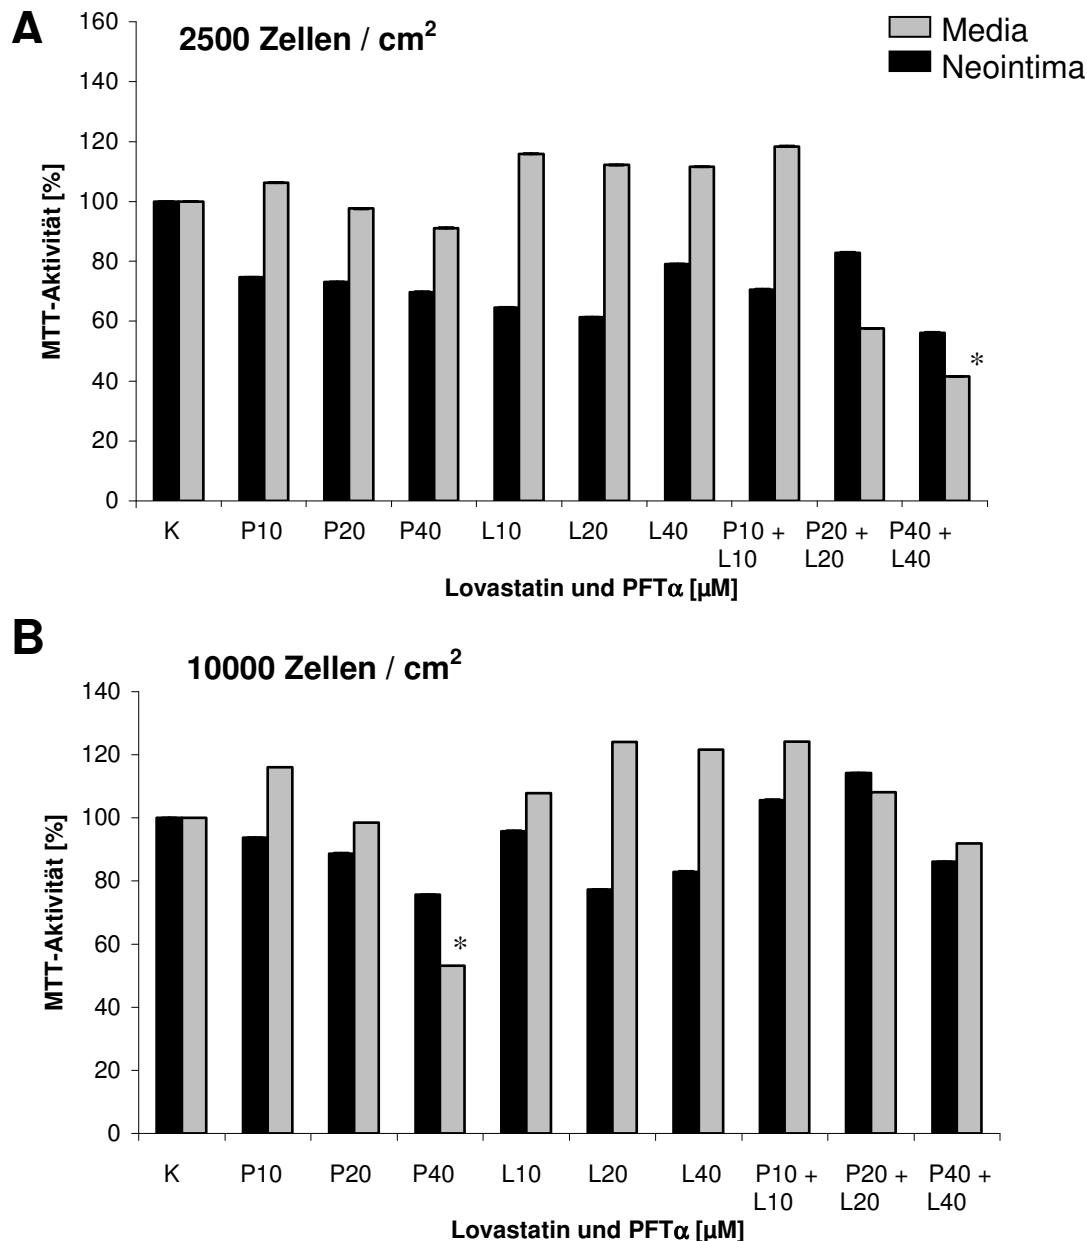 A
2500 Zellen / cm²
Media
Neointima
160
140
120
100
80
60
40
20
0
MTT-Aktivität [%]
*
K P10 P20 P40 L10 L20 L40 P10 + L10 P20 + L20 P40 + L40
Lovastatin und PFTα [µM]
B
10000 Zellen / cm²
140
120
100
80
60
40
20
0
MTT-Aktivität [%]
*
K P10 P20 P40 L10 L20 L40 P10 + L10 P20 + L20 P40 + L40
Lovastatin und PFTα [µM]